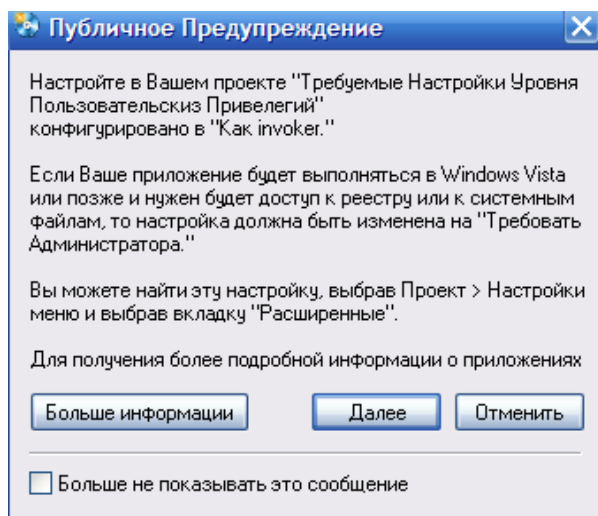 Публичное Предупреждение
Настройте в Вашем проекте "Требуемые Настройки Уровня
Пользовательскиз Привелегий"
конфигурировано в "Как invoker."
Если Ваше приложение будет выполняться в Windows Vista
или позже и нужен будет доступ к реестру или к системным
файлам, то настройка должна быть изменена на "Требовать
Администратора."
Вы можете найти эту настройку, выбрав Проект > Настройки
меню и выбрав вкладку "Расширенные".
Для получения более подробной информации о приложениях
Больше информации
Далее
Отменить
Больше не показывать это сообщение